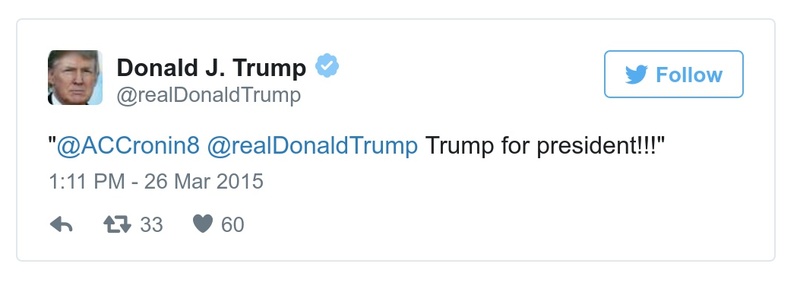 Donald J. Trump
@realDonaldTrump
Follow
"@ACCronin8 @realDonaldTrump Trump for president!!!"
1:11 PM - 26 Mar 2015
33 60